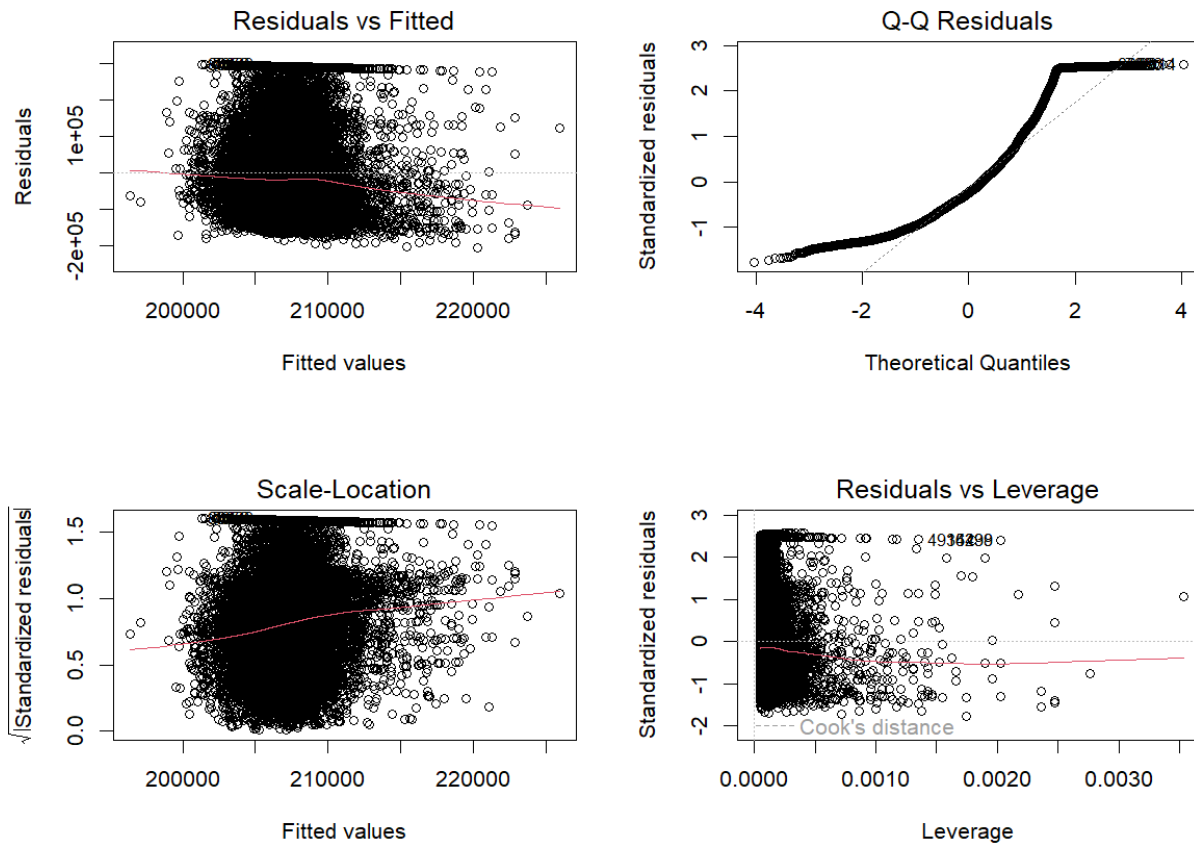 Residuals vs Fitted
Residuals
1e+05
-2e+05
200000 210000 220000
Fitted values
Q-Q Residuals
Standardized residuals
3
2
1
0
-1
-4 -2 0 2 4
Theoretical Quantiles
Scale-Location
√|Standardized residuals
1.5
1.0
0.5
0.0
200000 210000 220000
Fitted values
Residuals vs Leverage
Standardized residuals
3
2
1
0
-1
-2
Cook's distance
0.0000 0.0010 0.0020 0.0030
Leverage